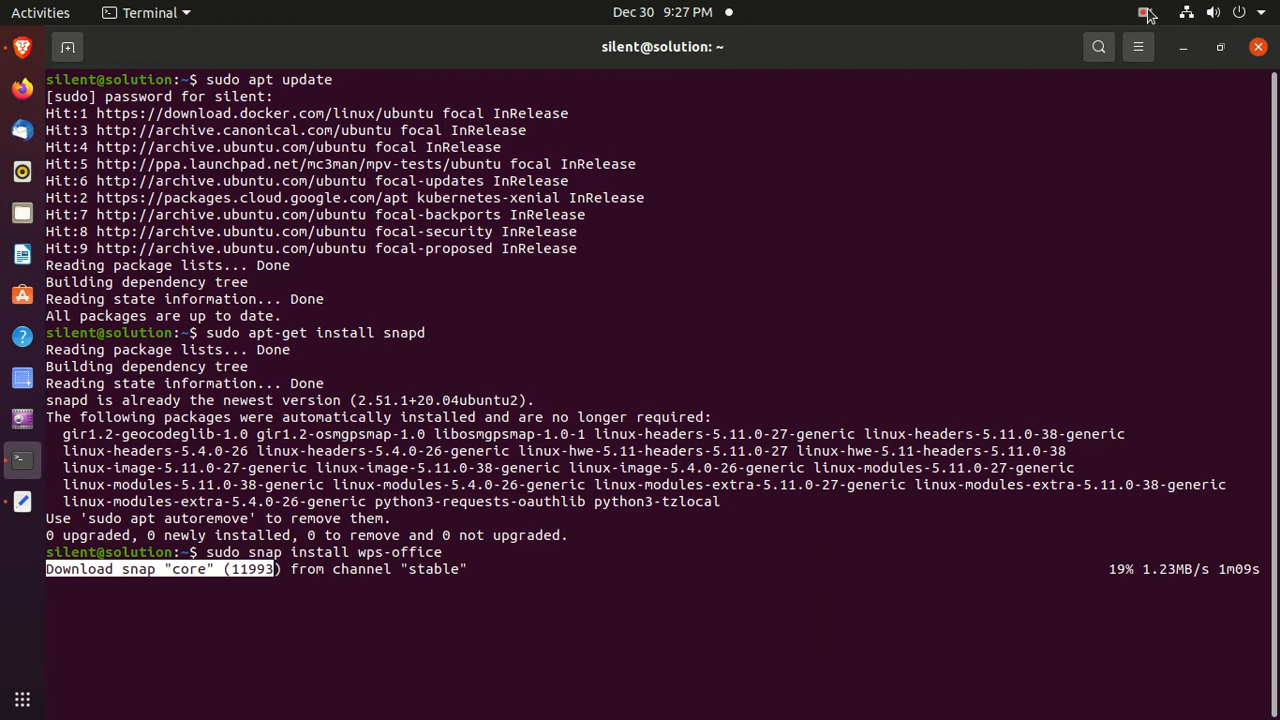 Activities
Terminal
Dec 30 9:27 PM
silent@solution: ~
silent@solution:~$ sudo apt update
[sudo] password for silent:
Hit:1 https://download.docker.com/linux/ubuntu focal InRelease
Hit:3 http://archive.canonical.com/ubuntu focal InRelease
Hit:4 http://archive.ubuntu.com/ubuntu focal InRelease
Hit:5 http://ppa.launchpad.net/mc3man/mpv-tests/ubuntu focal InRelease
Hit:6 http://archive.ubuntu.com/ubuntu focal-updates InRelease
Hit:2 https://packages.cloud.google.com/apt kubernetes-xenial InRelease
Hit:7 http://archive.ubuntu.com/ubuntu focal-backports InRelease
Hit:8 http://archive.ubuntu.com/ubuntu focal-security InRelease
Hit:9 http://archive.ubuntu.com/ubuntu focal-proposed InRelease
Reading package lists... Done
Building dependency tree
Reading state information... Done
All packages are up to date.
silent@solution:~$ sudo apt-get install snapd
Reading package lists... Done
Building dependency tree
Reading state information... Done
snapd is already the newest version (2.51.1+20.04ubuntu2).
The following packages were automatically installed and are no longer required:
gir1.2-geocodeglib-1.0 gir1.2-osmgpsmap-1.0 libosmgpsmap-1.0-1 linux-headers-5.11.0-27-generic linux-headers-5.11.0-38-generic
linux-headers-5.4.0-26 linux-headers-5.4.0-26-generic linux-hwe-5.11-headers-5.11.0-27 linux-hwe-5.11-headers-5.11.0-38
linux-image-5.11.0-27-generic linux-image-5.11.0-38-generic linux-image-5.4.0-26-generic linux-modules-5.11.0-27-generic
linux-modules-5.11.0-38-generic linux-modules-5.4.0-26-generic linux-modules-extra-5.11.0-27-generic linux-modules-extra-5.11.0-38-generic
linux-modules-extra-5.4.0-26-generic python3-requests-oauthlib python3-tzlocal
Use 'sudo apt autoremove' to remove them.
0 upgraded, 0 newly installed, 0 to remove and 0 not upgraded.
silent@solution:~$ sudo snap install wps-office
Download snap "core" (11993) from channel "stable" 19% 1.23MB/s 1m09s